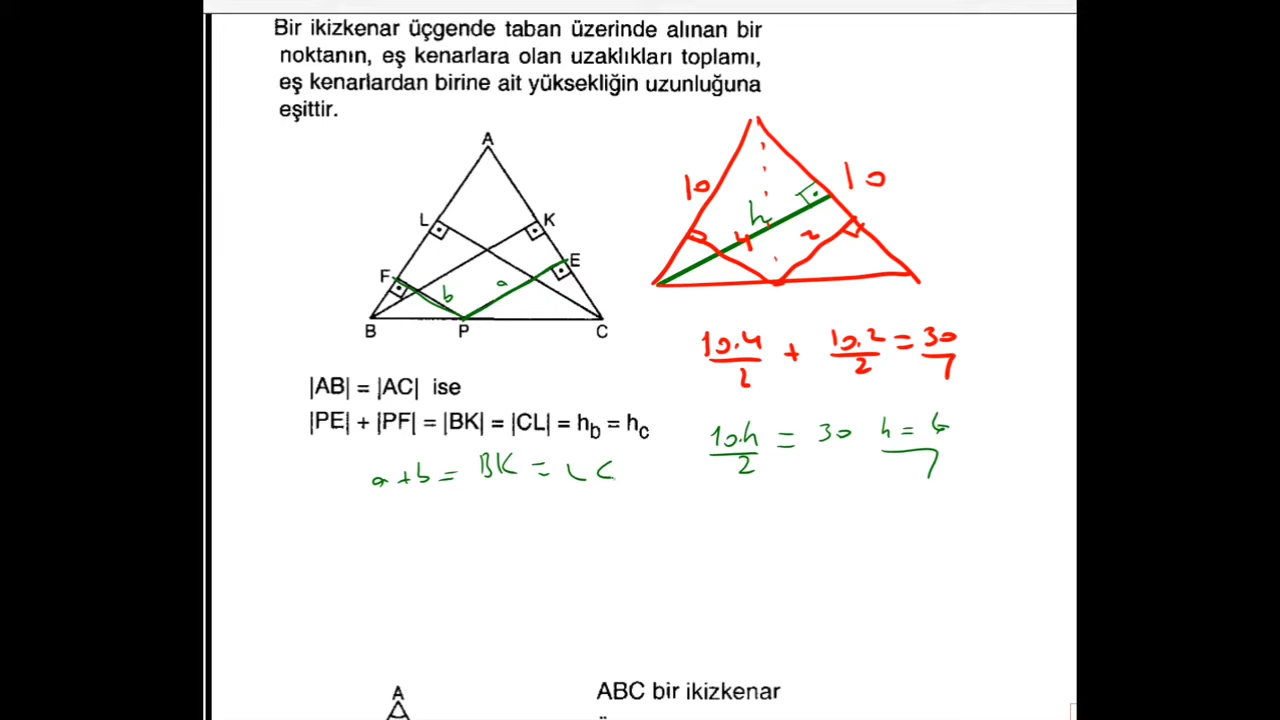 Bir ikizkenar üçgende taban üzerinde alınan bir
noktanın, eş kenarlara olan uzaklıkları toplamı,
eş kenarlardan birine ait yüksekliğin uzunluğuna
eşittir.
A
L
K
F
E
b
a
B
P
C
10
10
h
4
2
|AB| = |AC| ise
|PE| + |PF| = |BK| = |CL| = h_b = h_c
a + b = BK = LC
10.4/2 + 10.2/2 = 30
10.h/2 = 30 h = 6
A
ABC bir ikizkenar